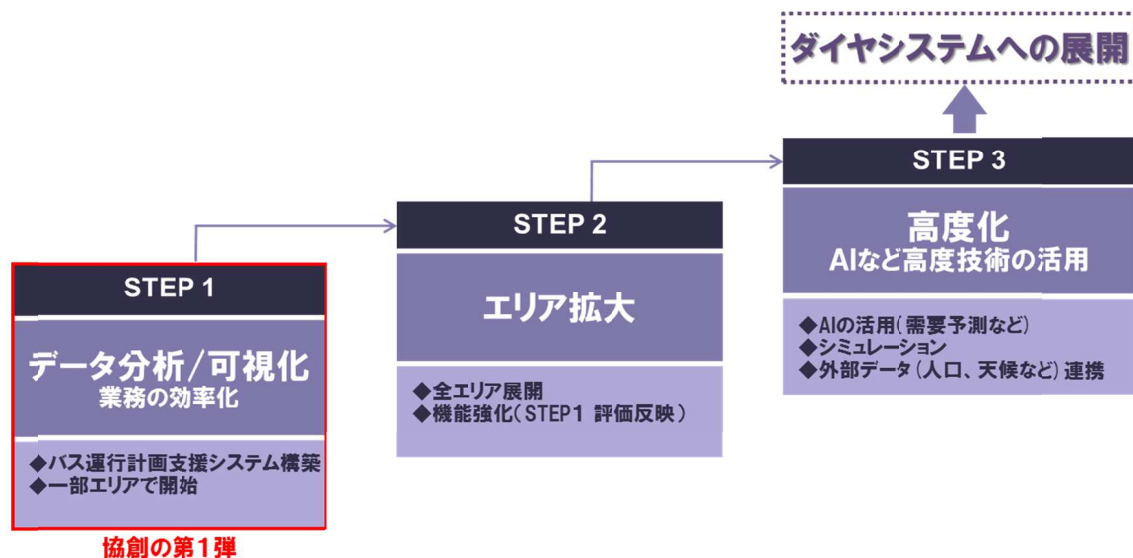 ダイヤシステムへの展開
STEP 3
高度化
AIなど高度技術の活用
◆AIの活用(需要予測など)
◆シミュレーション
◆外部データ(人口、天候など)連携
STEP 2
エリア拡大
◆全エリア展開
◆機能強化(STEP1 評価反映)
STEP 1
データ分析/可視化
業務の効率化
◆バス運行計画支援システム構築
◆一部エリアで開始
協創の第1弾